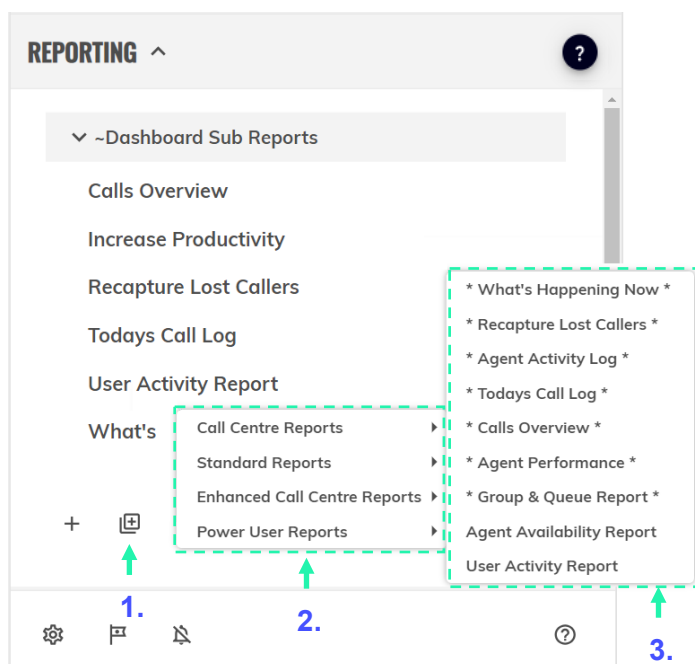 REPORTING
?
~Dashboard Sub Reports
Calls Overview
Increase Productivity
Recapture Lost Callers
Todays Call Log
User Activity Report
What's
Call Centre Reports
Standard Reports
Enhanced Call Centre Reports
Power User Reports
* What's Happening Now *
* Recapture Lost Callers *
* Agent Activity Log *
* Todays Call Log *
* Calls Overview *
* Agent Performance *
* Group & Queue Report *
Agent Availability Report
User Activity Report
1.
2.
3.
?